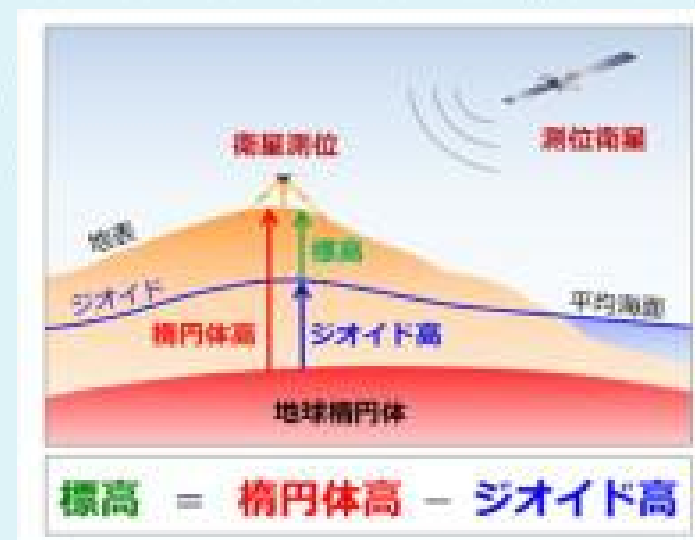 衛星測位
測位衛星
地表
標高
ジオイド
平均海面
楕円体高
ジオイド高
地球楕円体
標高 = 楕円体高 − ジオイド高